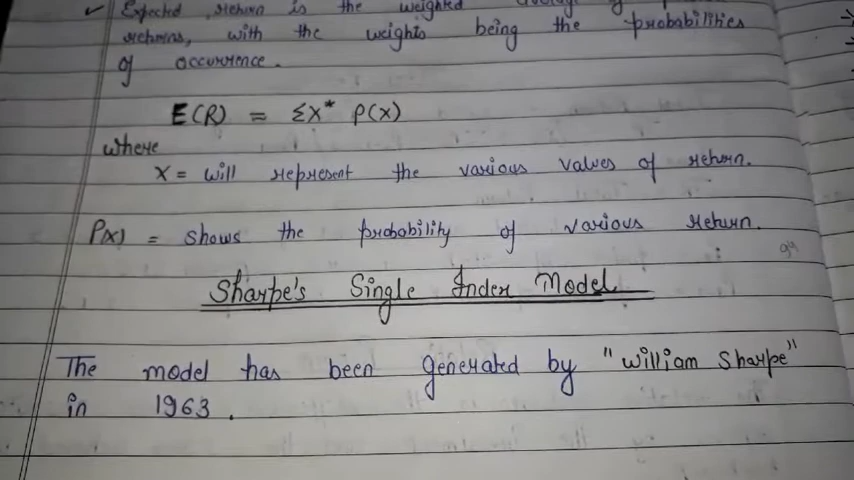 ✓ Expected return is the weighted average of
returns, with the weights being the probabilities
of occurrence.
E(R) = ΣX* P(X)
where
X = will represent the various values of return.
P(X) = shows the probability of various return.
Sharpe's Single Index Model
The model has been generated by "William Sharpe"
in 1963.